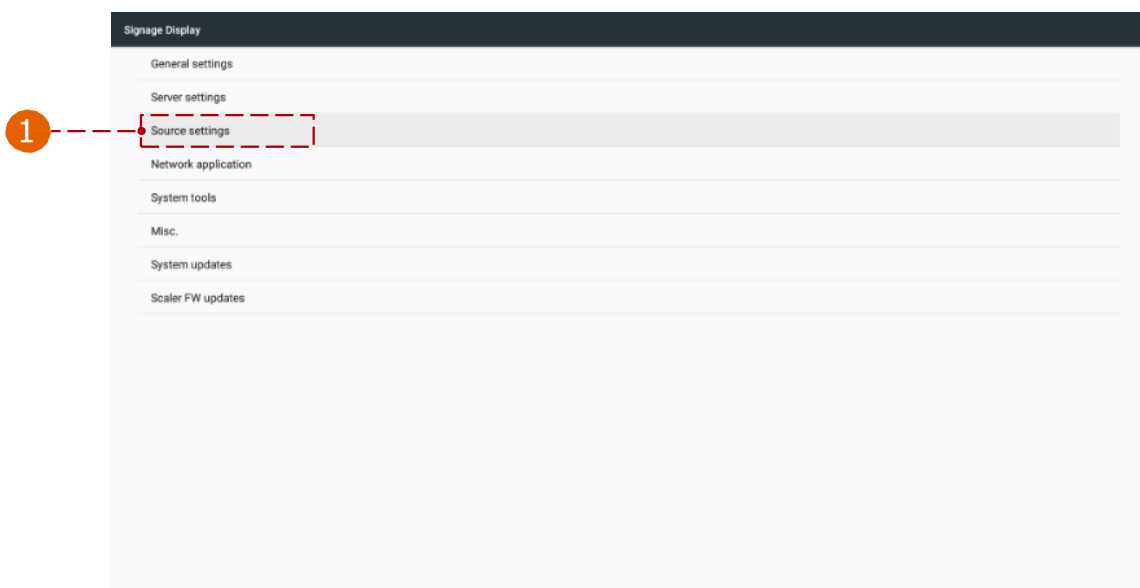 Signage Display
General settings
Server settings
1
Source settings
Network application
System tools
Misc.
System updates
Scaler FW updates